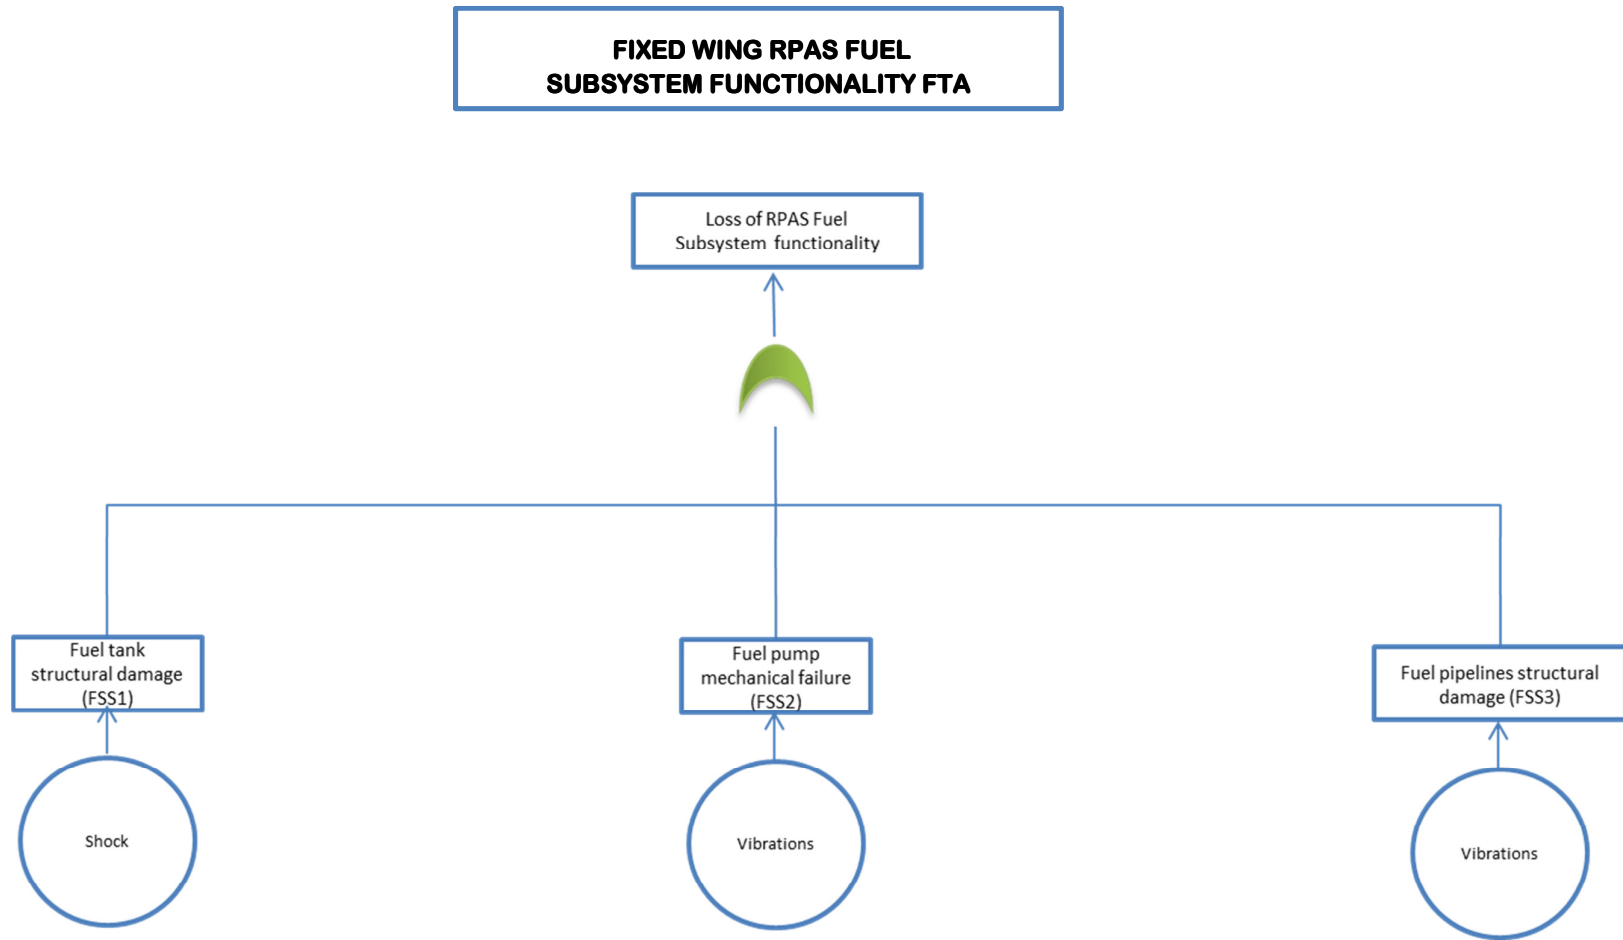 FIXED WING RPAS FUEL
SUBSYSTEM FUNCTIONALITY FTA
Loss of RPAS Fuel
Subsystem functionality
Fuel tank
structural damage
(FSS1)
Fuel pump
mechanical failure
(FSS2)
Fuel pipelines structural
damage (FSS3)
Shock
Vibrations
Vibrations